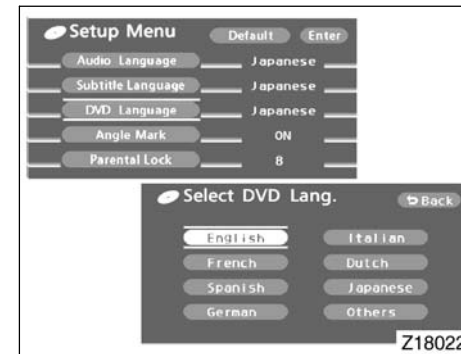 Setup Menu Default Enter
Audio Language Japanese
Subtitle Language Japanese
DVD Language Japanese
Angle Mark ON
Parental Lock 8
Select DVD Lang. Back
English Italian
French Dutch
Spanish Japanese
German Others
Z18022